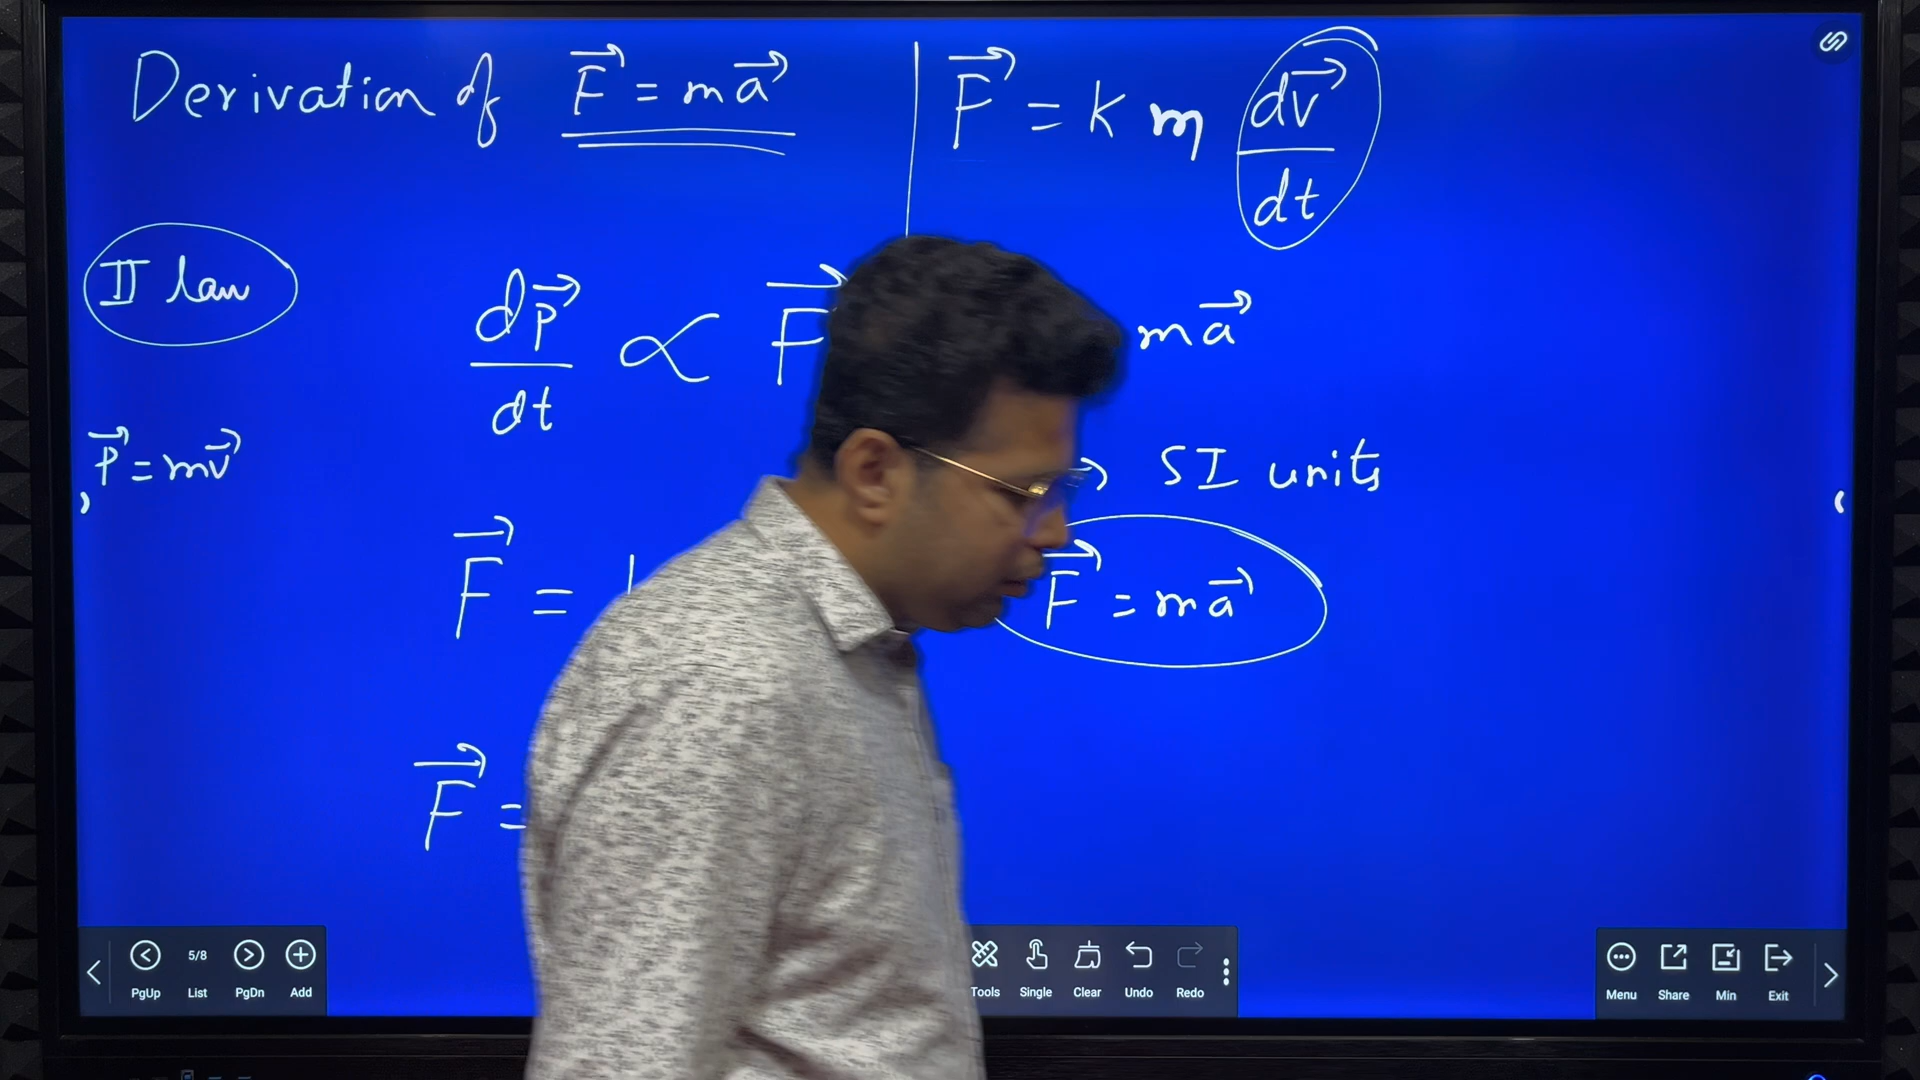 Derivation of F⃗ = ma⃗
II law
dp⃗/dt ∝ F⃗
p⃗ = mv⃗
F⃗ =
F⃗ =
F⃗ = k m dv⃗/dt
ma⃗
→ SI units
F⃗ = ma⃗
PgUp
5/8
List
PgDn
Add
Tools
Single
Clear
Undo
Redo
Menu
Share
Min
Exit